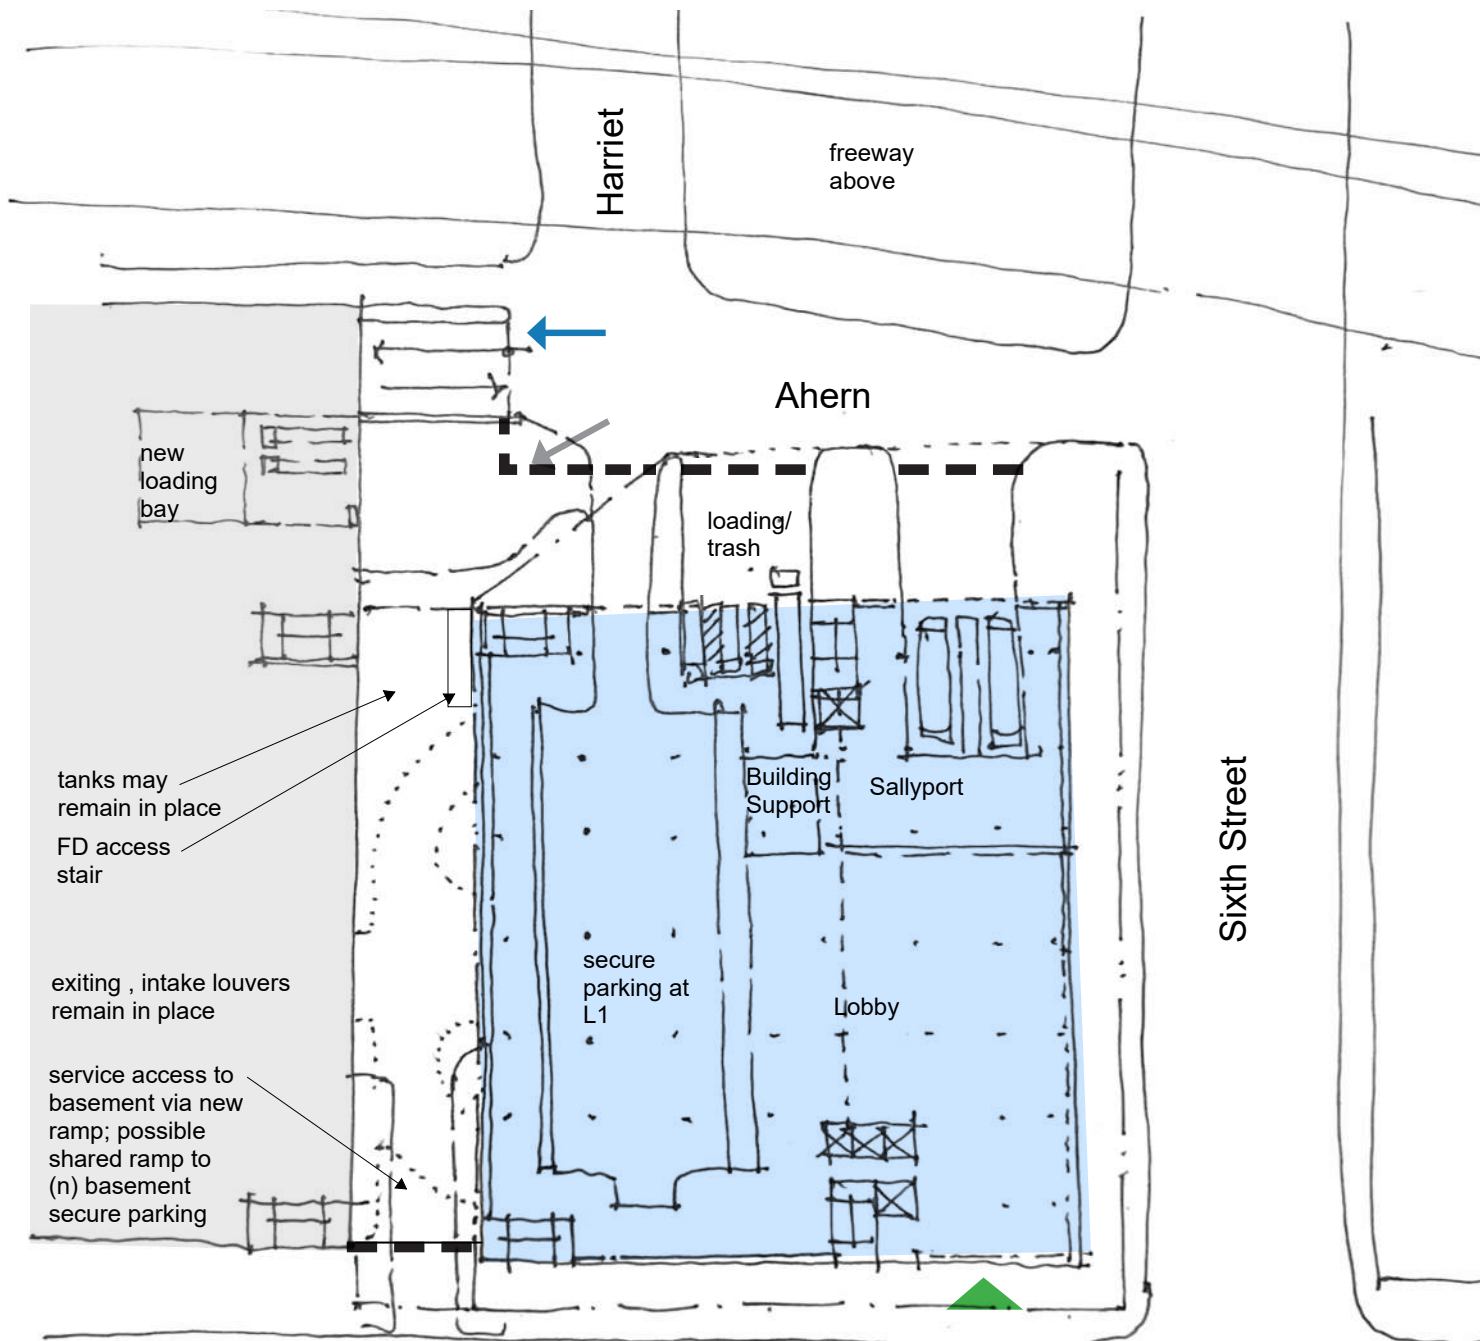 Harriet
freeway
above
Ahern
new
loading
bay
loading/
trash
tanks may
remain in place
FD access
stair
Building
Support
Sallyport
Sixth Street
exiting , intake louvers
remain in place
secure
parking at
L1
Lobby
service access to
basement via new
ramp; possible
shared ramp to
(n) basement
secure parking